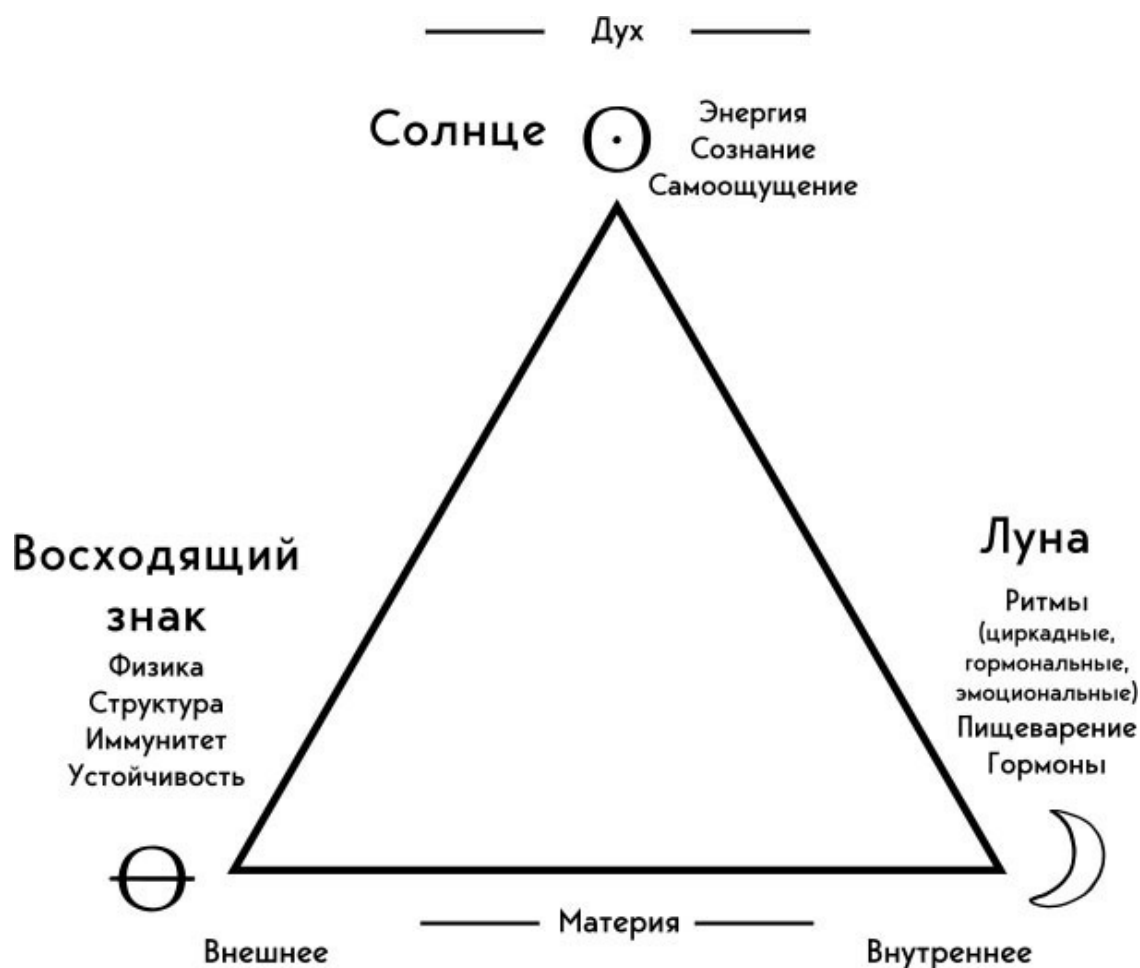 Дух
Солнце
Энергия
Сознание
Самоощущение
Восходящий
знак
Физика
Структура
Иммунитет
Устойчивость
Луна
Ритмы
(циркадные,
гормональные,
эмоциональные)
Пищеварение
Гормоны
Материя
Внешнее
Внутреннее